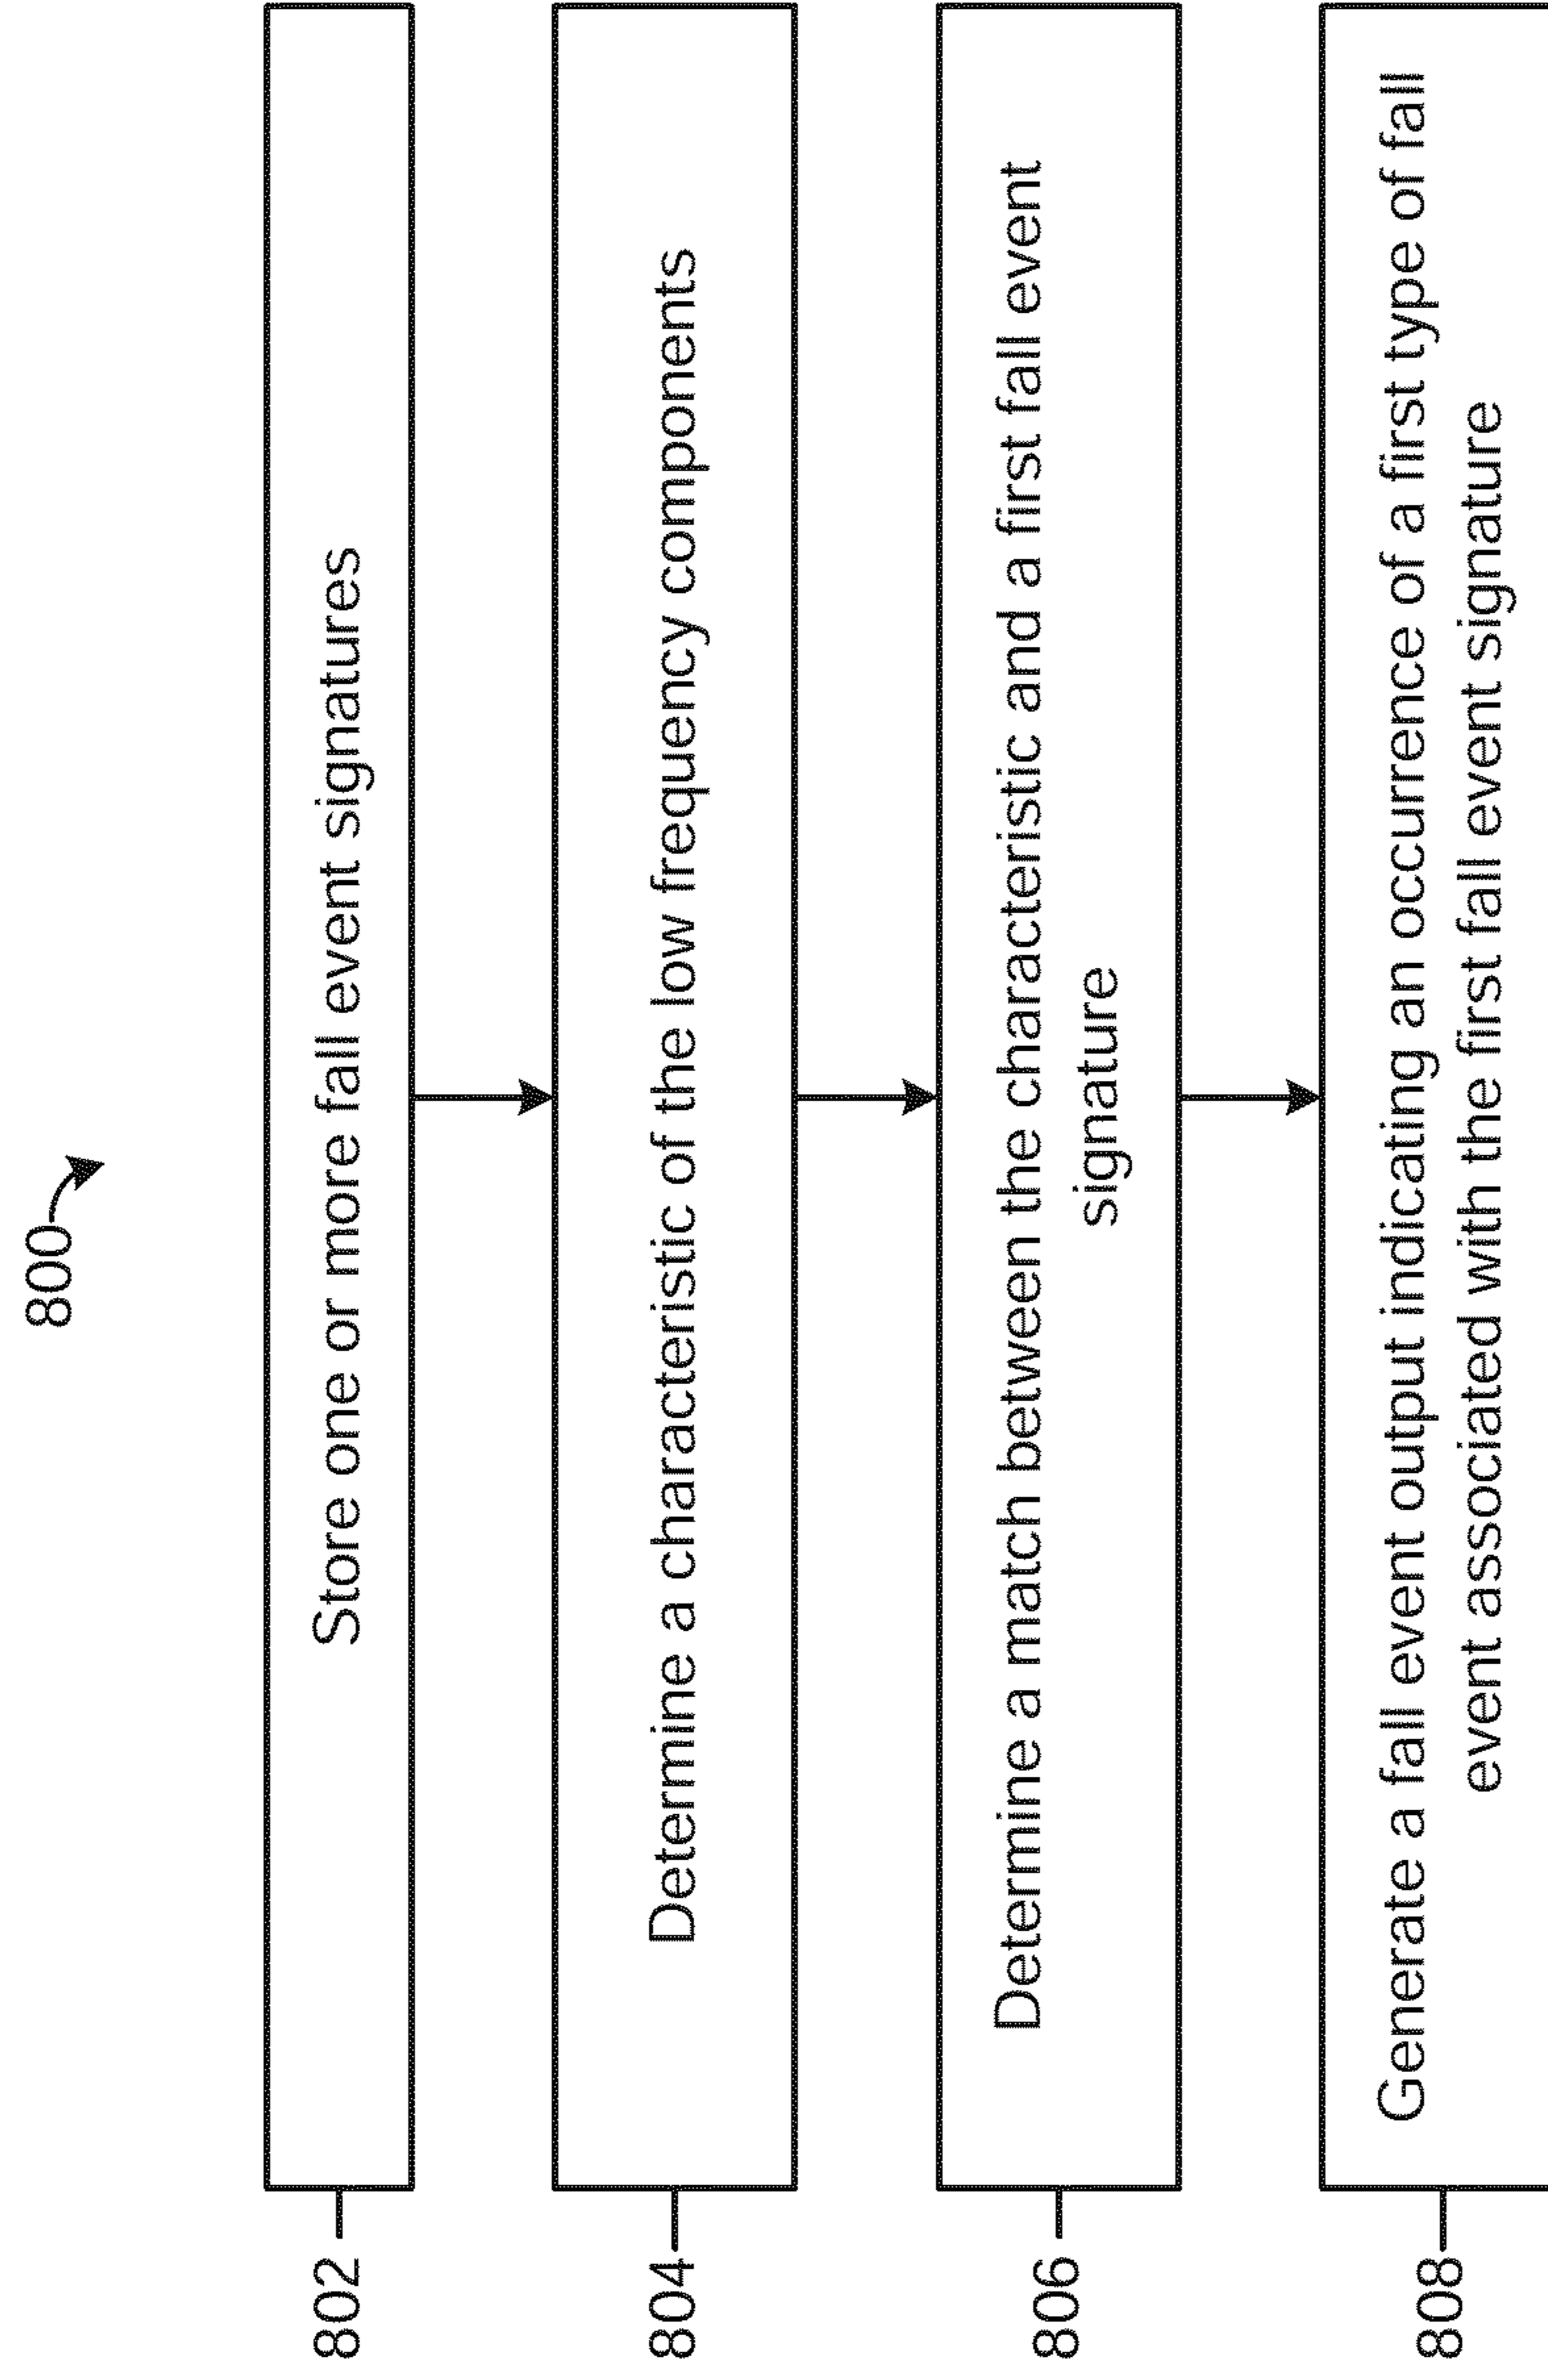 800
802
Store one or more fall event signatures
804
Determine a characteristic of the low frequency components
806
Determine a match between the characteristic and a first fall event
signature
808
Generate a fall event output indicating an occurrence of a first type of fall
event associated with the first fall event signature